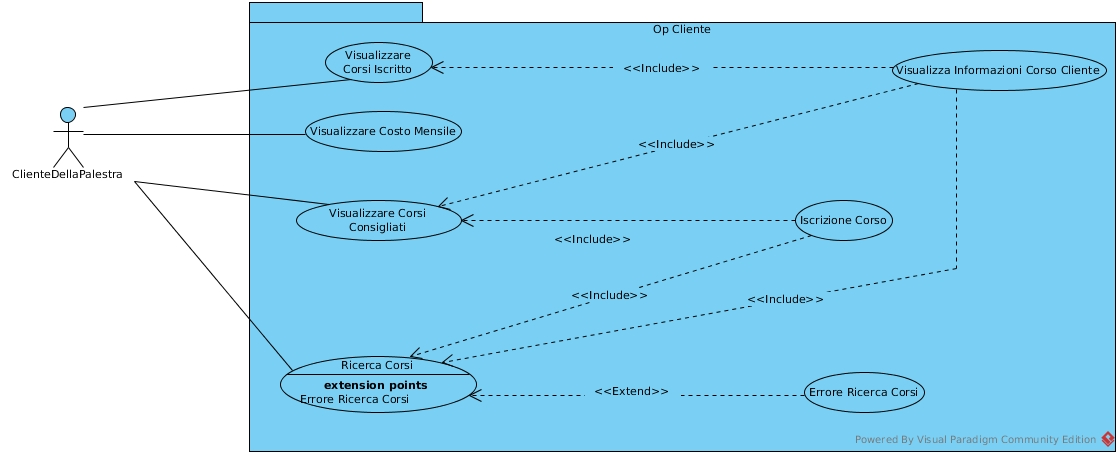 Op Cliente
Visualizzare
Corsi Iscritto
<<Include>>
Visualizza Informazioni Corso Cliente
Visualizzare Costo Mensile
<<Include>>
ClienteDellaPalestra
Visualizzare Corsi
Consigliati
Iscrizione Corso
<<Include>>
<<Include>>
<<Include>>
Ricerca Corsi
extension points
Errore Ricerca Corsi
<<Extend>>
Errore Ricerca Corsi
Powered By Visual Paradigm Community Edition